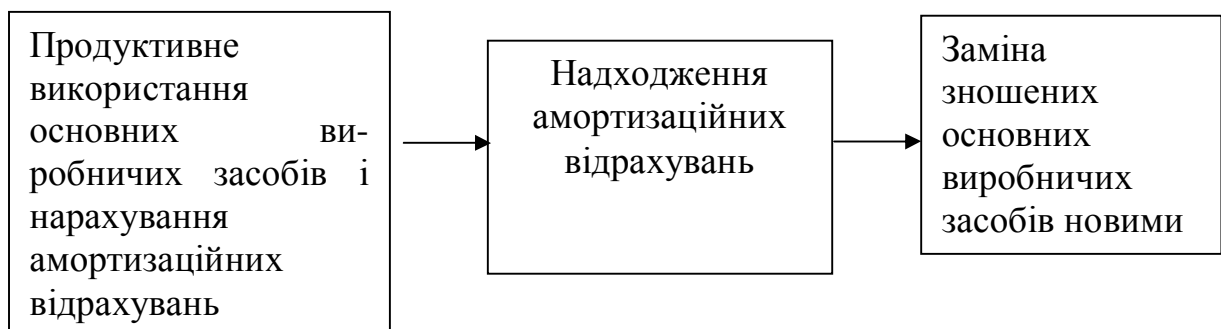 Продуктивне
використання
основних ви-
робничих засобів і
нарахування
амортизаційних
відрахувань
Надходження
амортизаційних
відрахувань
Заміна
зношених
основних
виробничих
засобів новими